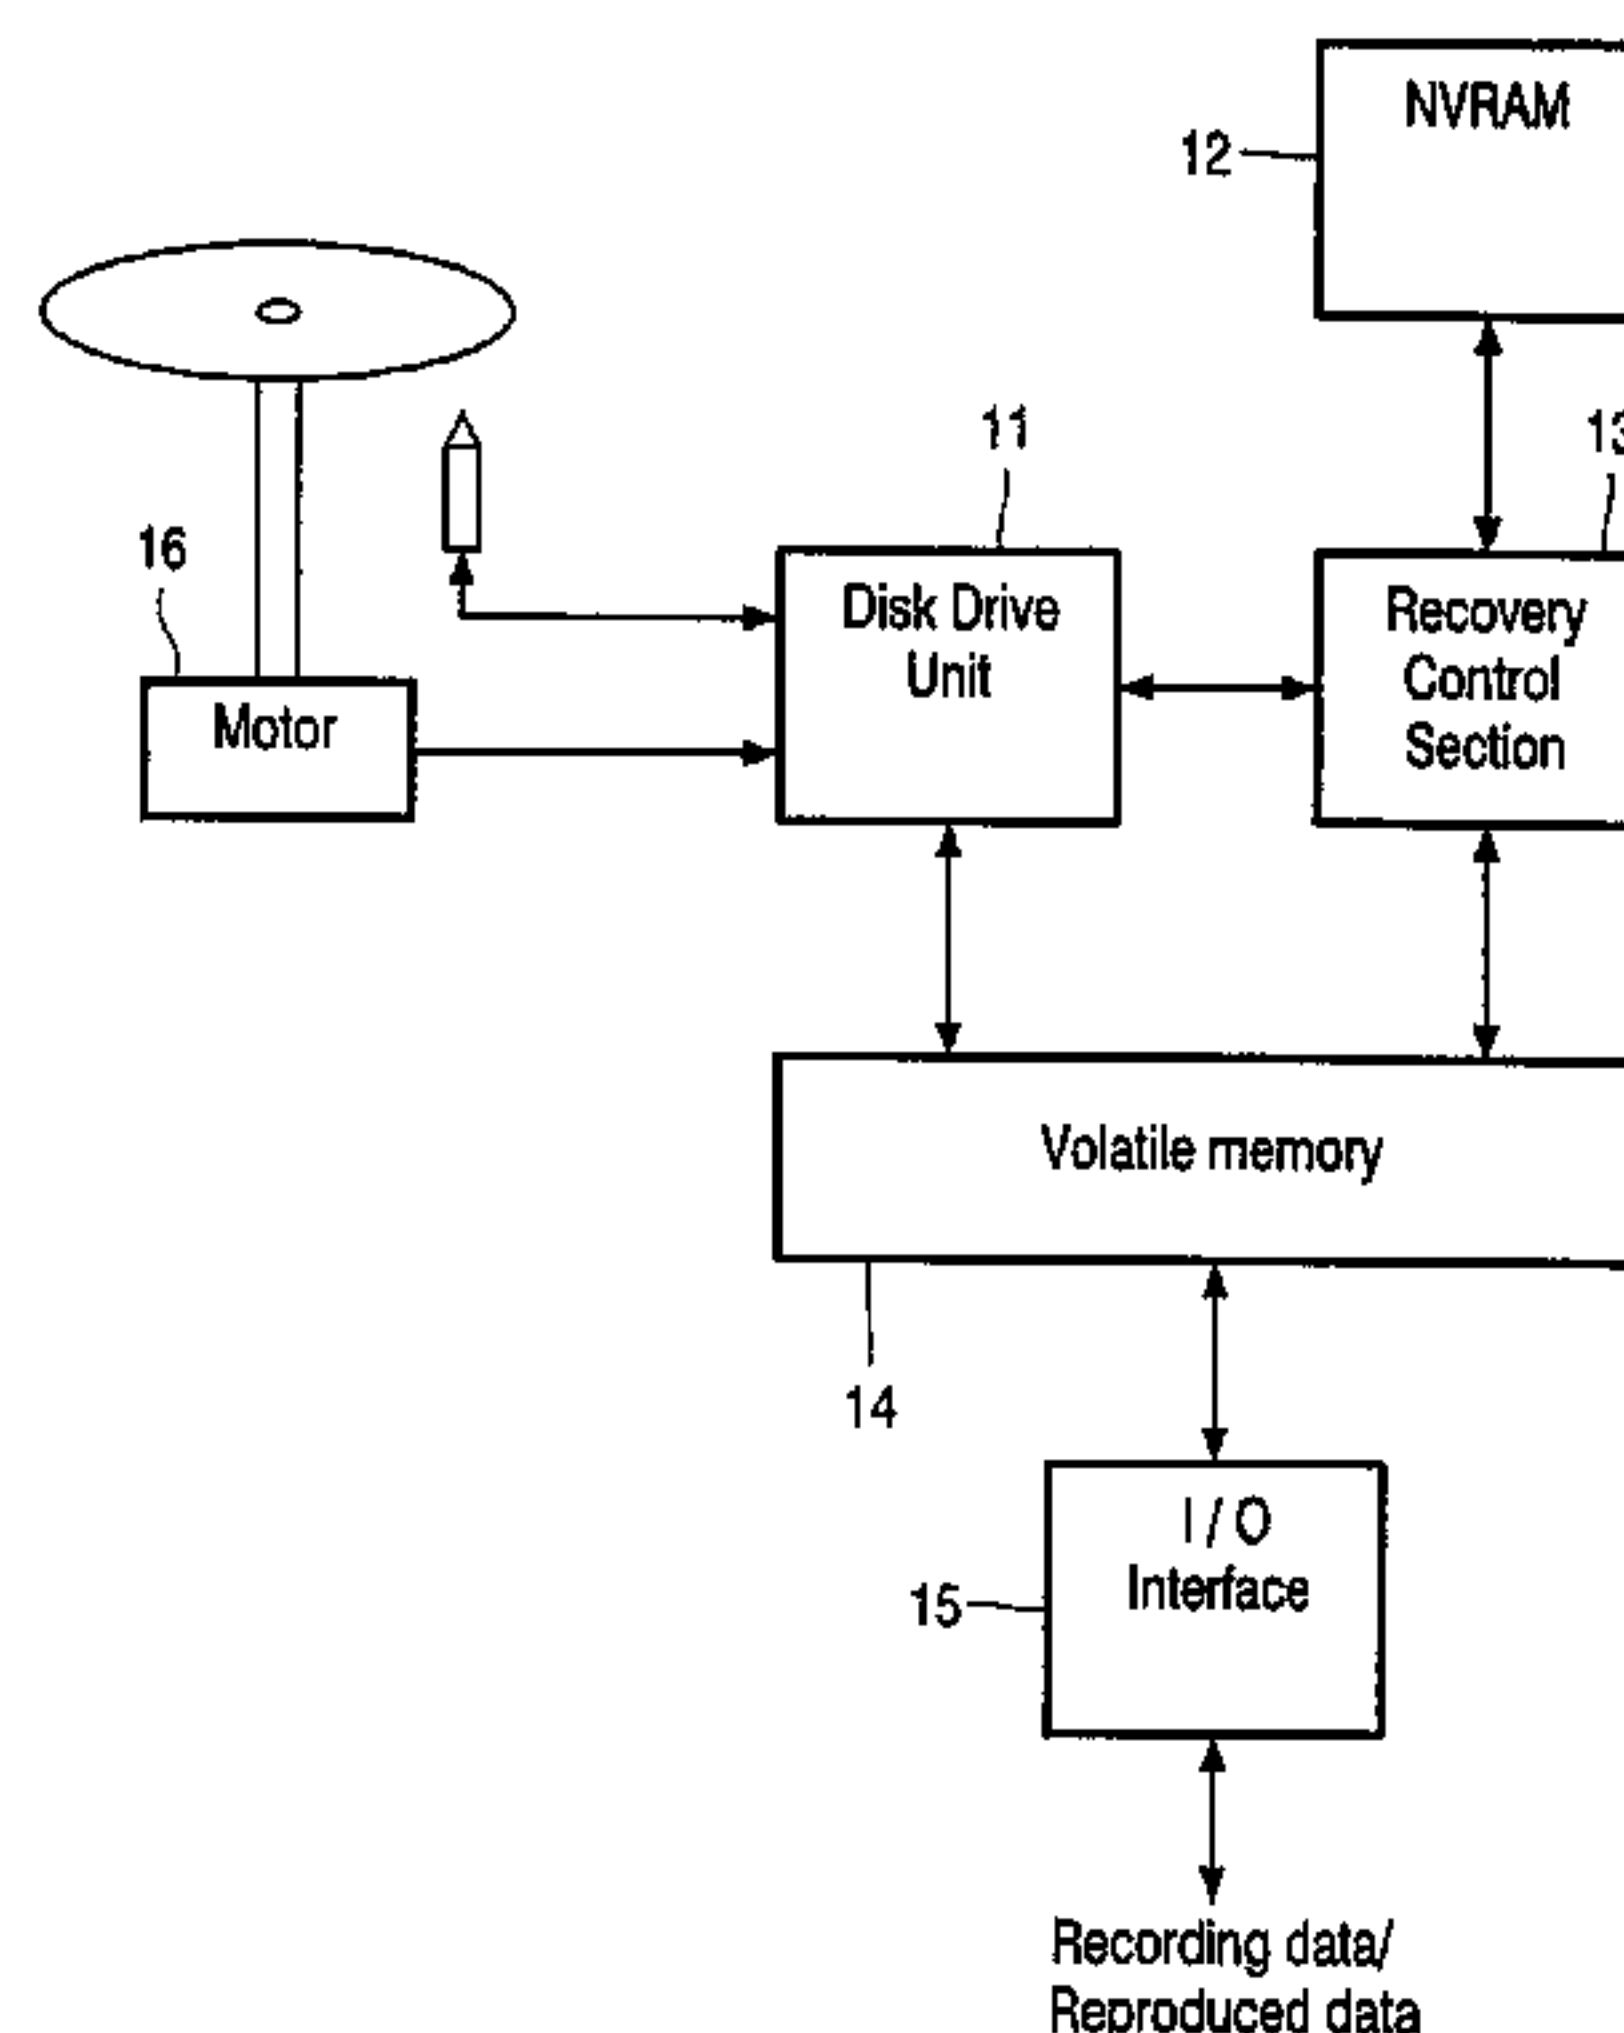 NVRAM
12
11
13
16
Disk Drive
Unit
Recovery
Control
Section
Motor
Volatile memory
14
I / O
Interface
15
Recording data/
Reproduced data